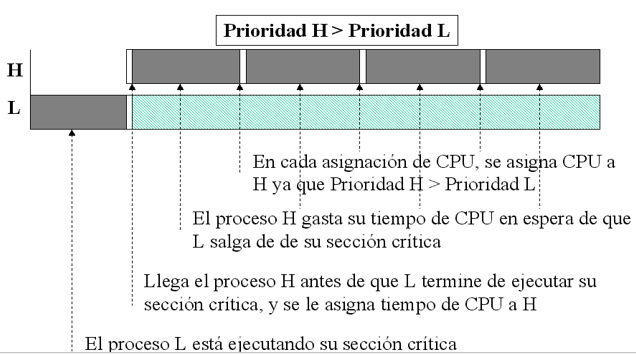 Prioridad H > Prioridad L
H
L
En cada asignación de CPU, se asigna CPU a
H ya que Prioridad H > Prioridad L
El proceso H gasta su tiempo de CPU en espera de que
L salga de de su sección crítica
Llega el proceso H antes de que L termine de ejecutar su
sección crítica, y se le asigna tiempo de CPU a H
El proceso L está ejecutando su sección crítica